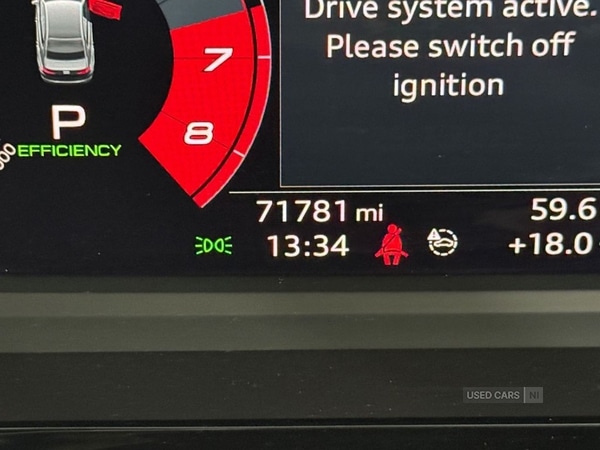 Drive system active.
Please switch off
ignition
7
8
P
EFFICIENCY
71781 mi
59.6
13:34
+18.0
USED CARS NI